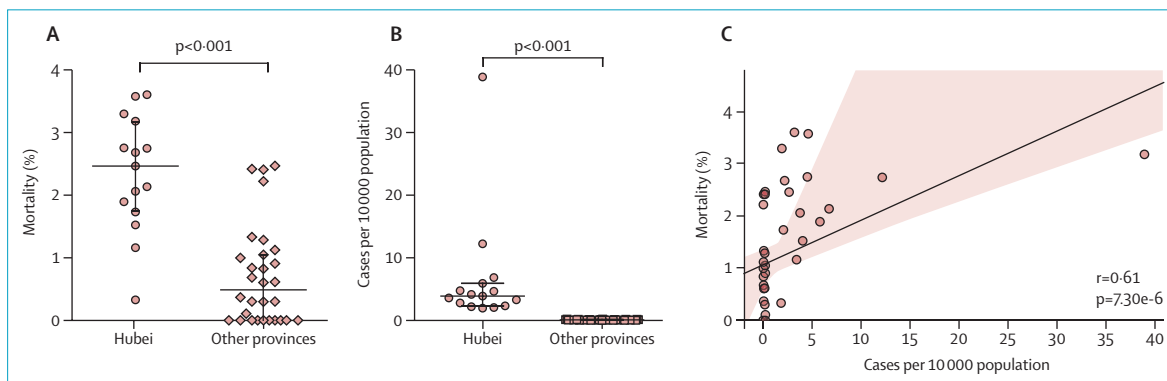 A
p<0·001
Mortality (%)
4
3
2
1
0
Hubei
Other provinces
B
p<0·001
Cases per 10 000 population
40
30
20
10
0
Hubei
Other provinces
C
Mortality (%)
4
3
2
1
0
r=0·61
p=7.30e-6
0 5 10 15 20 25 30 35 40
Cases per 10 000 population